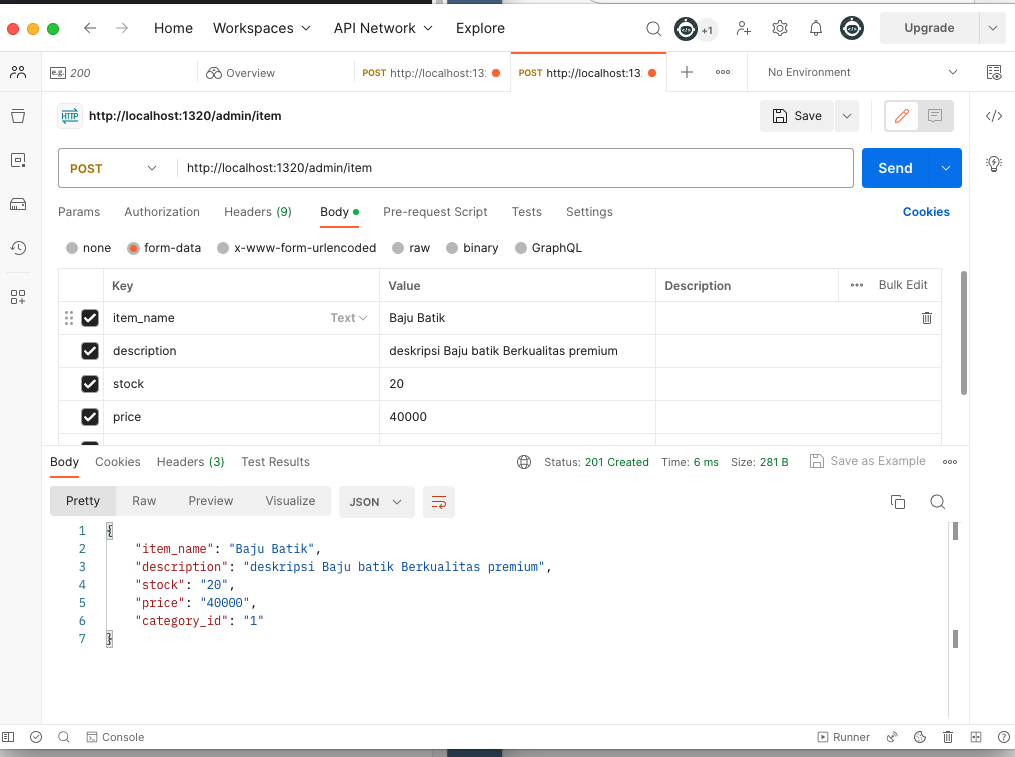 Home Workspaces API Network Explore +1 Upgrade
e.g. 200 Overview POST http://localhost:13: POST http://localhost:13. No Environment
HTTP http://localhost:1320/admin/item Save
POST http://localhost:1320/admin/item Send
Params Authorization Headers (9) Body Pre-request Script Tests Settings Cookies
none form-data x-www-form-urlencoded raw binary GraphQL
Key Value Description Bulk Edit
item_name Text Baju Batik
description deskripsi Baju batik Berkualitas premium
stock 20
price 40000
Body Cookies Headers (3) Test Results Status: 201 Created Time: 6 ms Size: 281 B Save as Example
Pretty Raw Preview Visualize JSON
1 {
2 "item_name": "Baju Batik",
3 "description": "deskripsi Baju batik Berkualitas premium",
4 "stock": "20",
5 "price": "40000",
6 "category_id": "1"
7 }
Console Runner